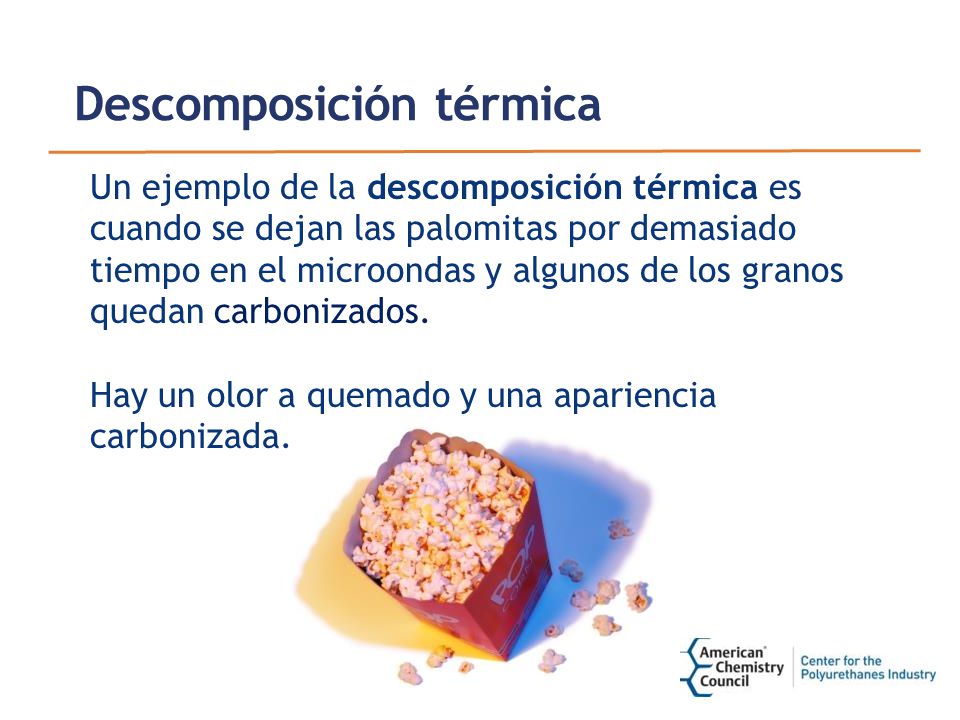 Descomposición térmica
Un ejemplo de la descomposición térmica es
cuando se dejan las palomitas por demasiado
tiempo en el microondas y algunos de los granos
quedan carbonizados.
Hay un olor a quemado y una apariencia
carbonizada.
POP
CORN
POP
American®
Chemistry
Council
Center for the
Polyurethanes Industry